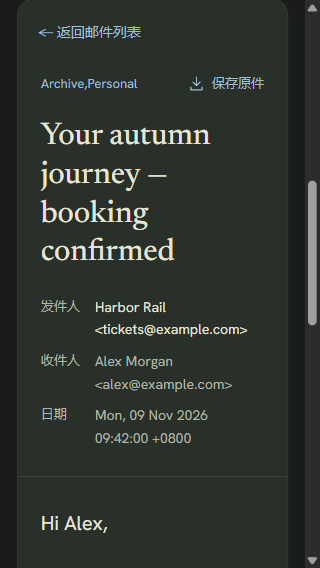 ← 返回邮件列表
Archive,Personal
保存原件
Your autumn
journey —
booking
confirmed
发件人 Harbor Rail
<tickets@example.com>
收件人 Alex Morgan
<alex@example.com>
日期 Mon, 09 Nov 2026
09:42:00 +0800
Hi Alex,